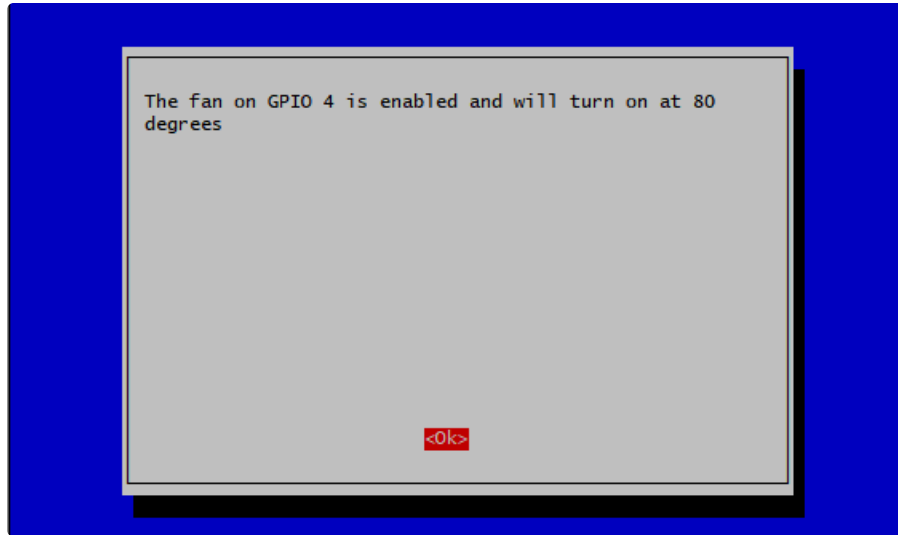 The fan on GPIO 4 is enabled and will turn on at 80
degrees
<Ok>